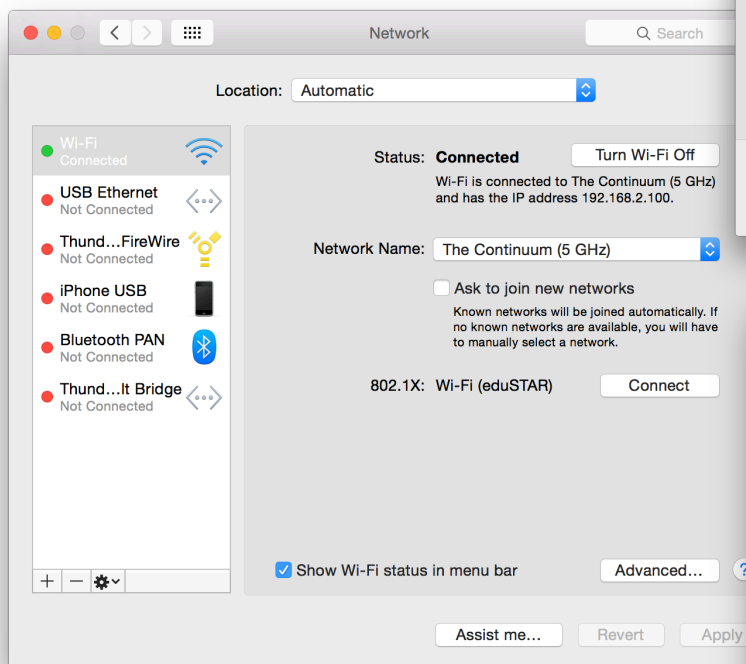 Network
Search
Location: Automatic
Wi-Fi
Connected
USB Ethernet
Not Connected
Thund...FireWire
Not Connected
iPhone USB
Not Connected
Bluetooth PAN
Not Connected
Thund...lt Bridge
Not Connected
Status: Connected
Turn Wi-Fi Off
Wi-Fi is connected to The Continuum (5 GHz)
and has the IP address 192.168.2.100.
Network Name: The Continuum (5 GHz)
Ask to join new networks
Known networks will be joined automatically. If
no known networks are available, you will have
to manually select a network.
802.1X: Wi-Fi (eduSTAR)
Connect
Show Wi-Fi status in menu bar
Advanced...
?
Assist me...
Revert
Apply